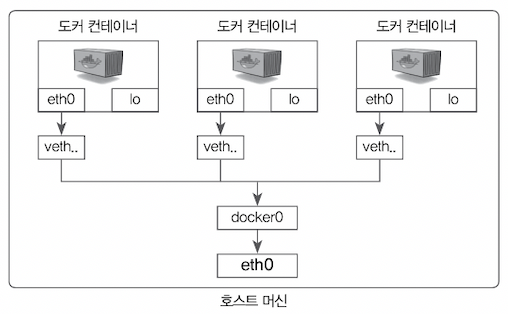 도커 컨테이너 도커 컨테이너 도커 컨테이너
eth0 lo eth0 lo eth0 lo
veth.. veth.. veth..
docker0
eth0
호스트 머신